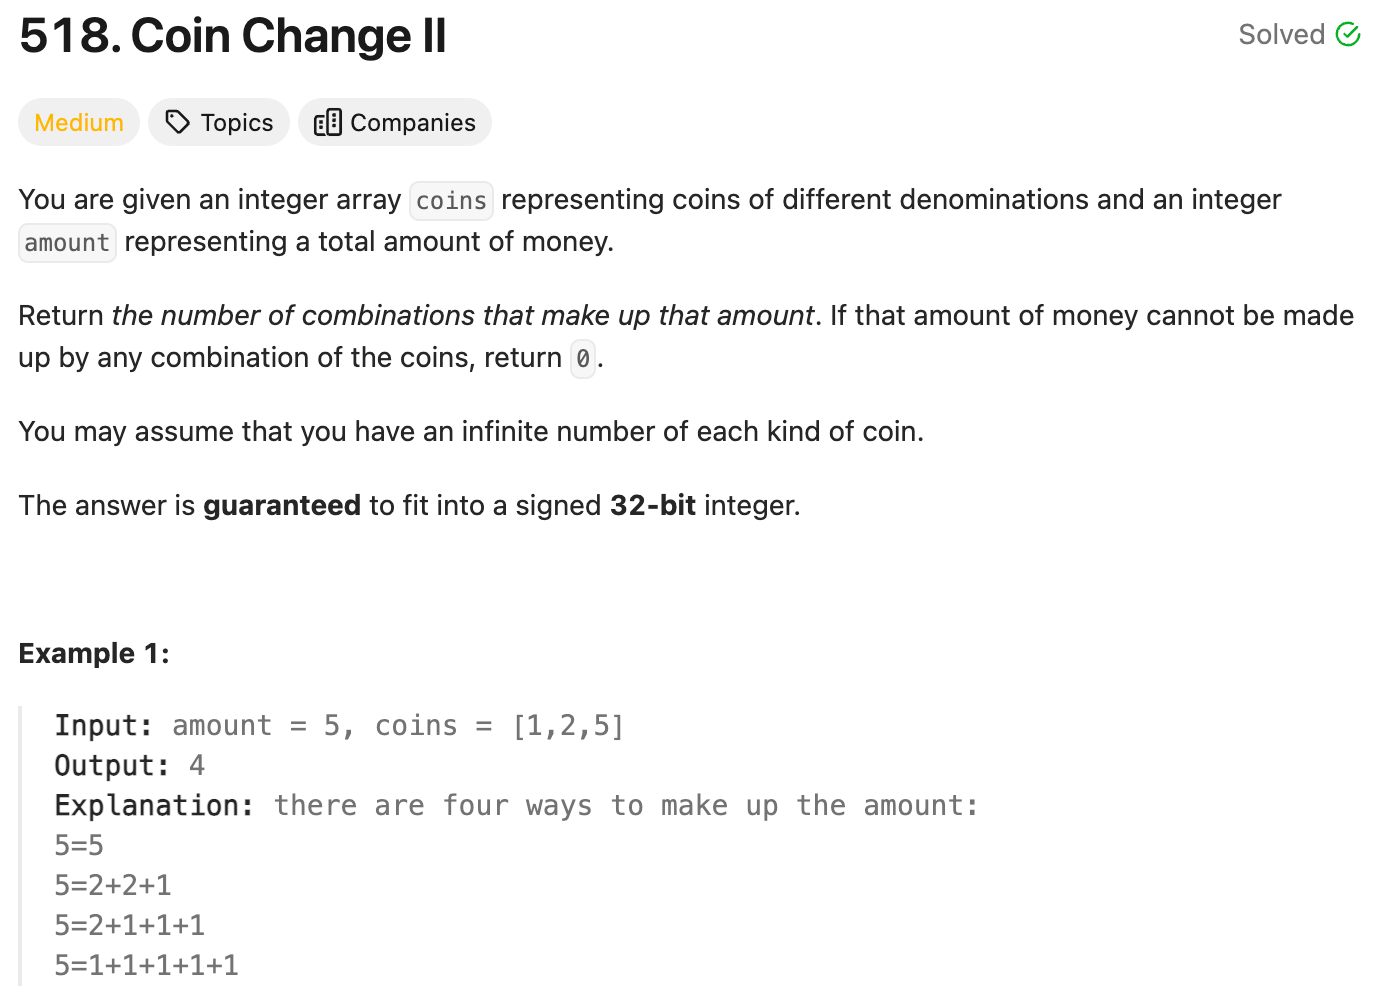 518. Coin Change II
Solved
Medium
Topics
Companies
You are given an integer array coins representing coins of different denominations and an integer
amount representing a total amount of money.
Return the number of combinations that make up that amount. If that amount of money cannot be made
up by any combination of the coins, return 0.
You may assume that you have an infinite number of each kind of coin.
The answer is guaranteed to fit into a signed 32-bit integer.
Example 1:
Input: amount = 5, coins = [1,2,5]
Output: 4
Explanation: there are four ways to make up the amount:
5=5
5=2+2+1
5=2+1+1+1
5=1+1+1+1+1